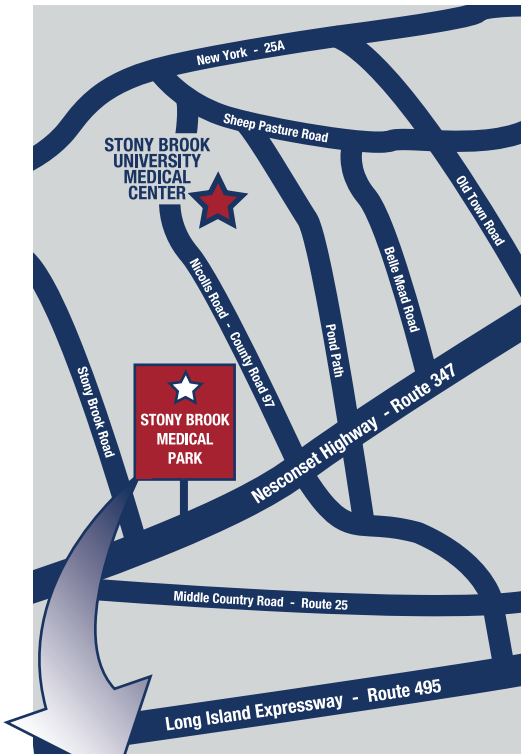 New York - 25A
Sheep Pasture Road
STONY BROOK
UNIVERSITY
MEDICAL
CENTER
Old Town Road
Nicolls Road - County Road 97
Belle Mead Road
Pond Path
Stony Brook Road
STONY BROOK
MEDICAL
PARK
Nesconset Highway - Route 347
Middle Country Road - Route 25
Long Island Expressway - Route 495